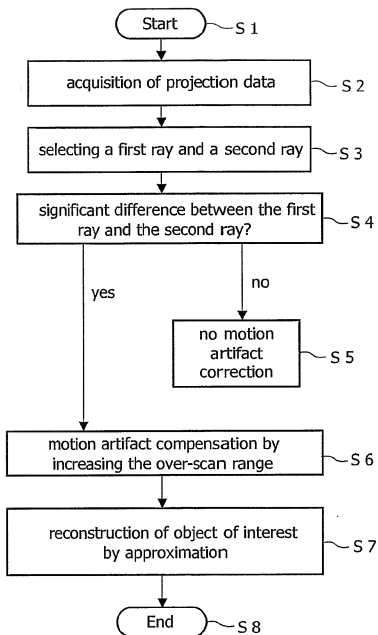 Start
S 1
acquisition of projection data
S 2
selecting a first ray and a second ray
S 3
significant difference between the first
ray and the second ray?
S 4
yes
no
no motion
artifact
correction
S 5
motion artifact compensation by
increasing the over-scan range
S 6
reconstruction of object of interest
by approximation
S 7
End
S 8